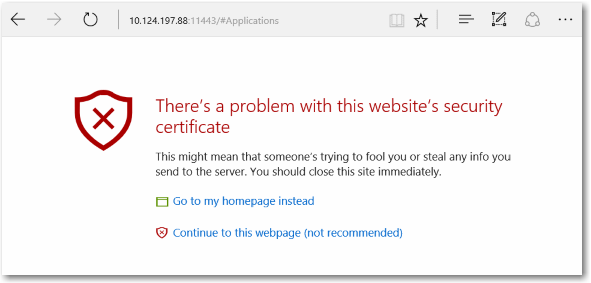 10.124.197.88:11443/#Applications
There's a problem with this website's security
certificate
This might mean that someone's trying to fool you or steal any info you
send to the server. You should close this site immediately.
Go to my homepage instead
Continue to this webpage (not recommended)